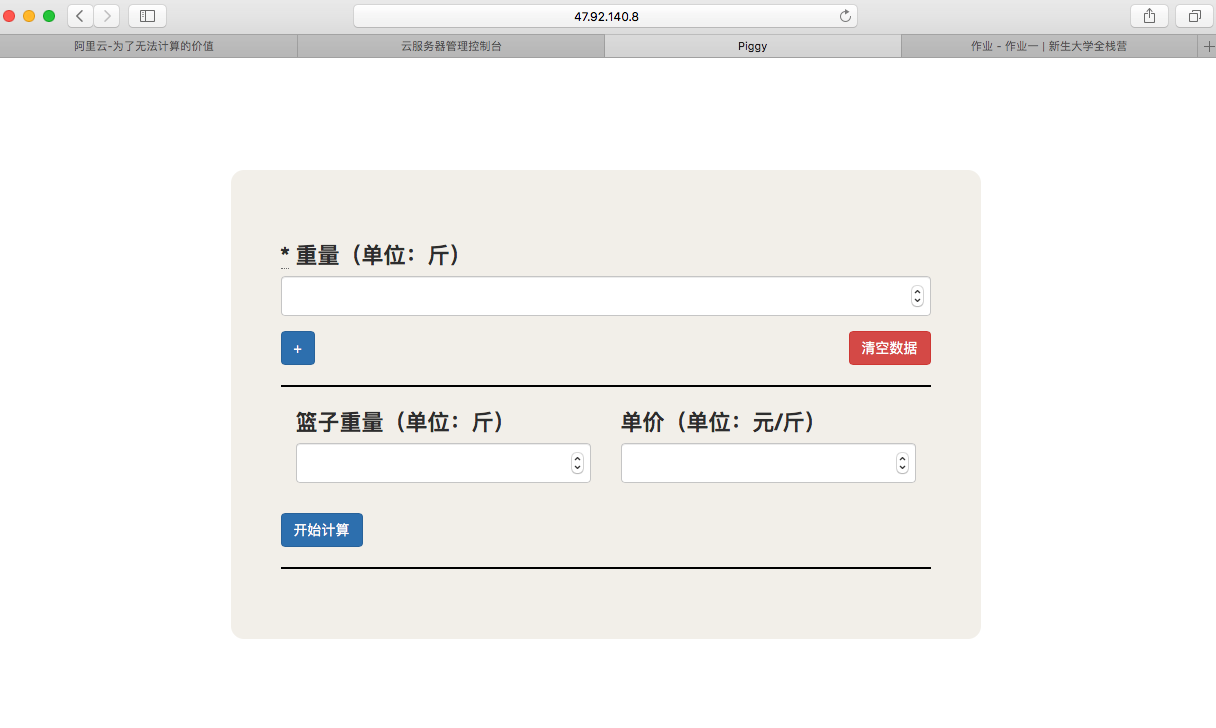 47.92.140.8
阿里云-为了无法计算的价值
云服务器管理控制台
Piggy
作业 - 作业一 | 新生大学全栈营
* 重量（单位：斤）
+
清空数据
篮子重量（单位：斤）
单价（单位：元/斤）
开始计算